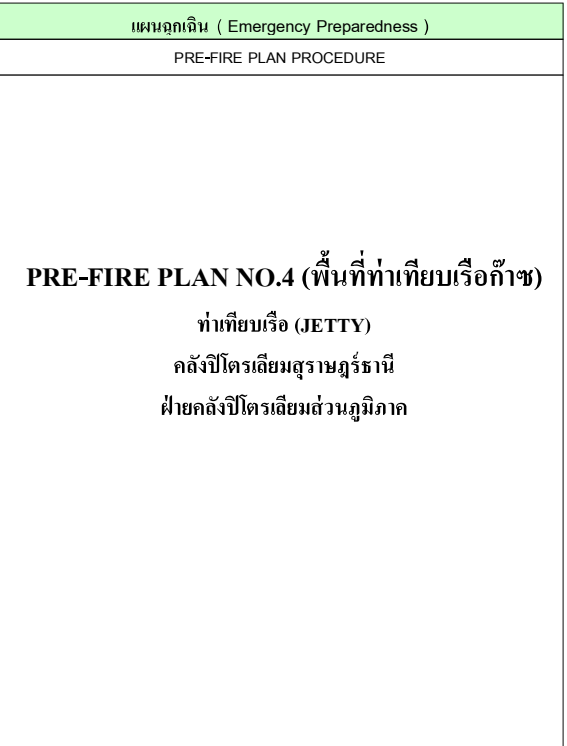 แผนฉุกเฉิน ( Emergency Preparedness )
PRE-FIRE PLAN PROCEDURE
PRE-FIRE PLAN NO.4 (พื้นที่ท่าเทียบเรือก๊าซ)
ท่าเทียบเรือ (JETTY)
คลังปิโตรเลียมสุราษฎร์ธานี
ฝ่ายคลังปิโตรเลียมส่วนภูมิภาค